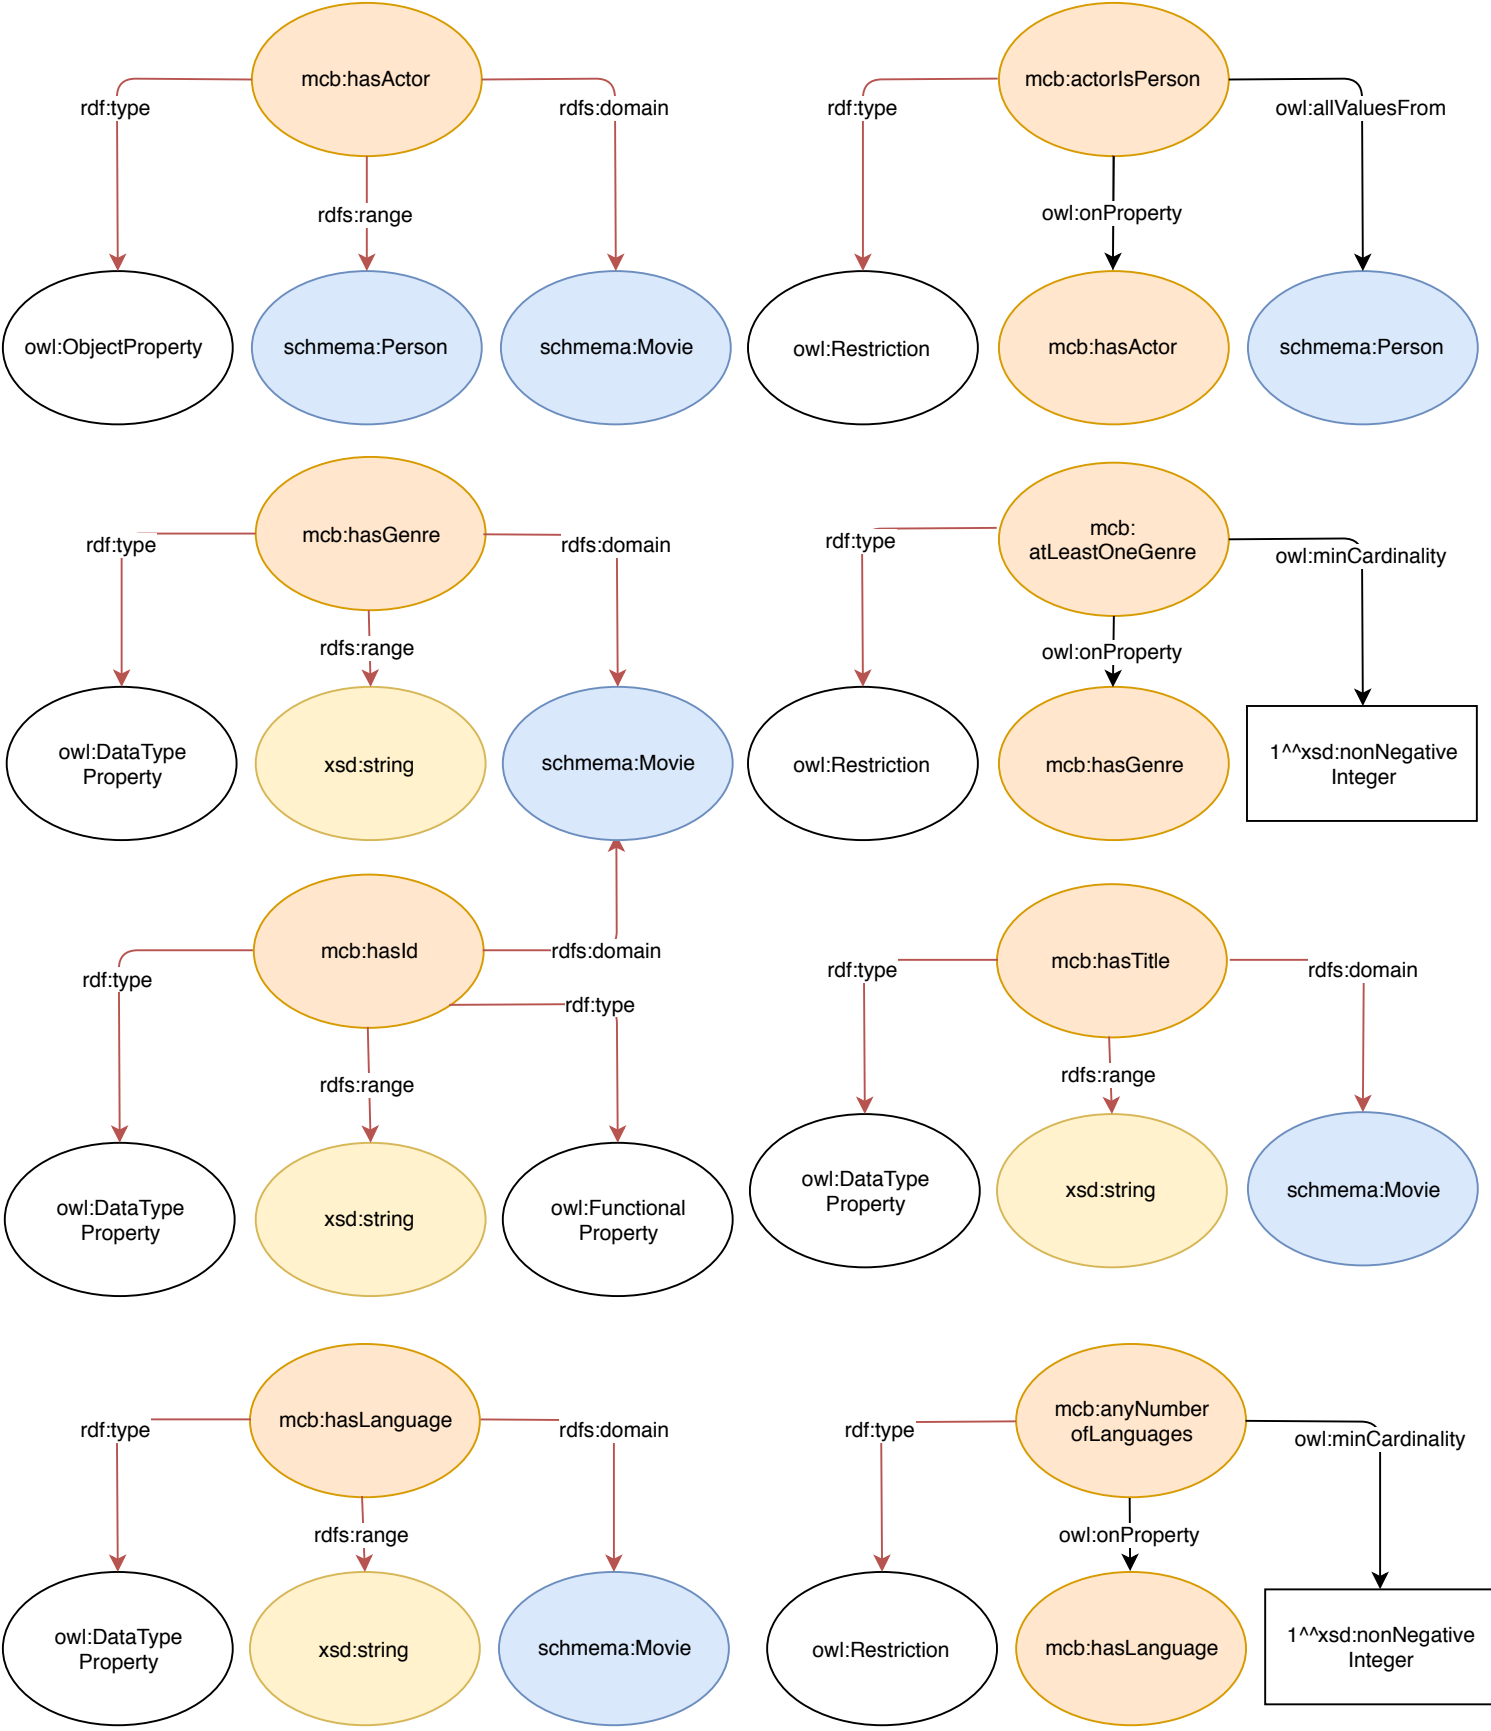 mcb:hasActor
rdf:type
rdfs:domain
rdfs:range
owl:ObjectProperty
schmema:Person
schmema:Movie
mcb:actorIsPerson
rdf:type
owl:allValuesFrom
owl:onProperty
owl:Restriction
mcb:hasActor
schmema:Person
mcb:hasGenre
rdf:type
rdfs:domain
rdfs:range
owl:DataType
Property
xsd:string
schmema:Movie
mcb:
atLeastOneGenre
rdf:type
owl:minCardinality
owl:onProperty
owl:Restriction
mcb:hasGenre
1^^xsd:nonNegative
Integer
mcb:hasId
rdfs:domain
rdf:type
rdf:type
rdfs:range
owl:DataType
Property
xsd:string
owl:Functional
Property
mcb:hasTitle
rdf:type
rdfs:domain
rdfs:range
owl:DataType
Property
xsd:string
schmema:Movie
mcb:hasLanguage
rdf:type
rdfs:domain
rdfs:range
owl:DataType
Property
xsd:string
schmema:Movie
mcb:anyNumber
ofLanguages
rdf:type
owl:minCardinality
owl:onProperty
owl:Restriction
mcb:hasLanguage
1^^xsd:nonNegative
Integer